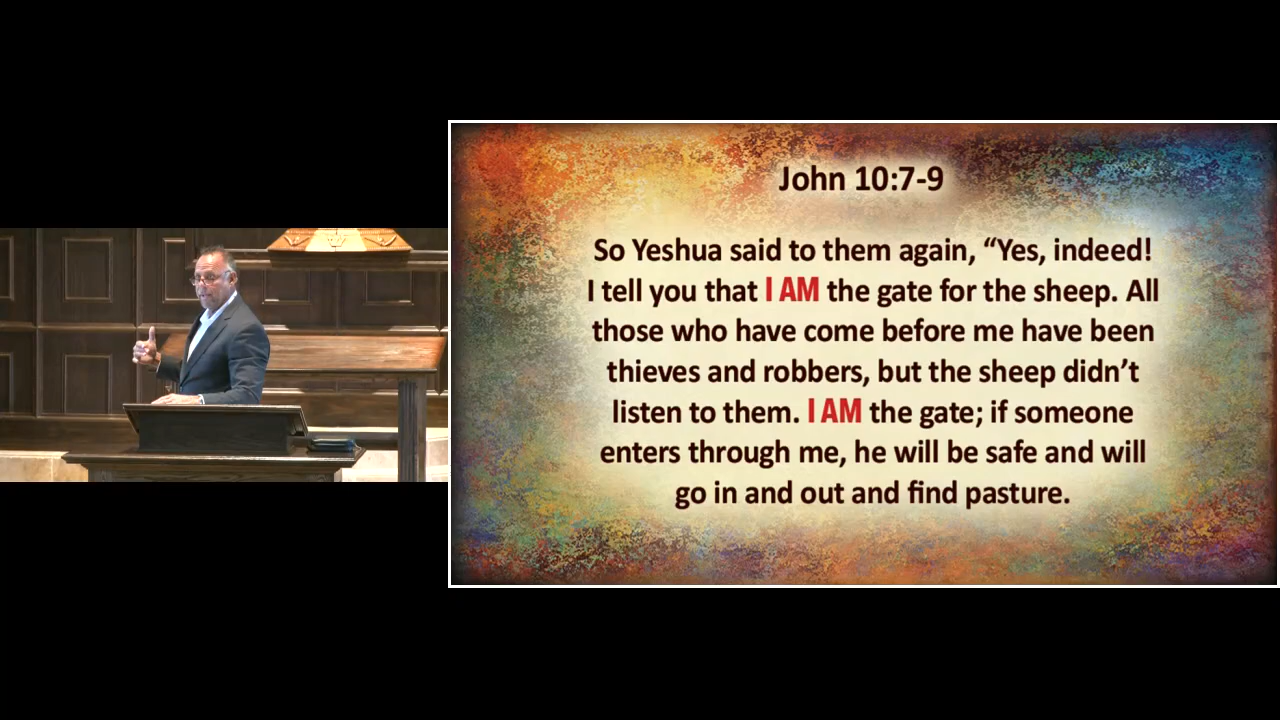 John 10:7-9
So Yeshua said to them again, “Yes, indeed!
I tell you that I AM the gate for the sheep. All
those who have come before me have been
thieves and robbers, but the sheep didn’t
listen to them. I AM the gate; if someone
enters through me, he will be safe and will
go in and out and find pasture.